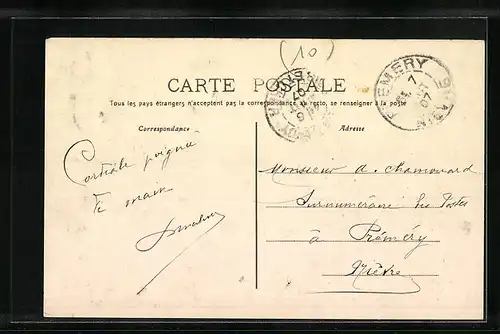 (10)
CARTE POSTALE
Tous les pays étrangers n'acceptent pas la correspondance au recto, se renseigner à la poste
Correspondance
Adresse
PREMERY
Cordiale poignée
de main
Monsieur A. Chamonard
Surnuméraire des Postes
à Prémery
Nièvre